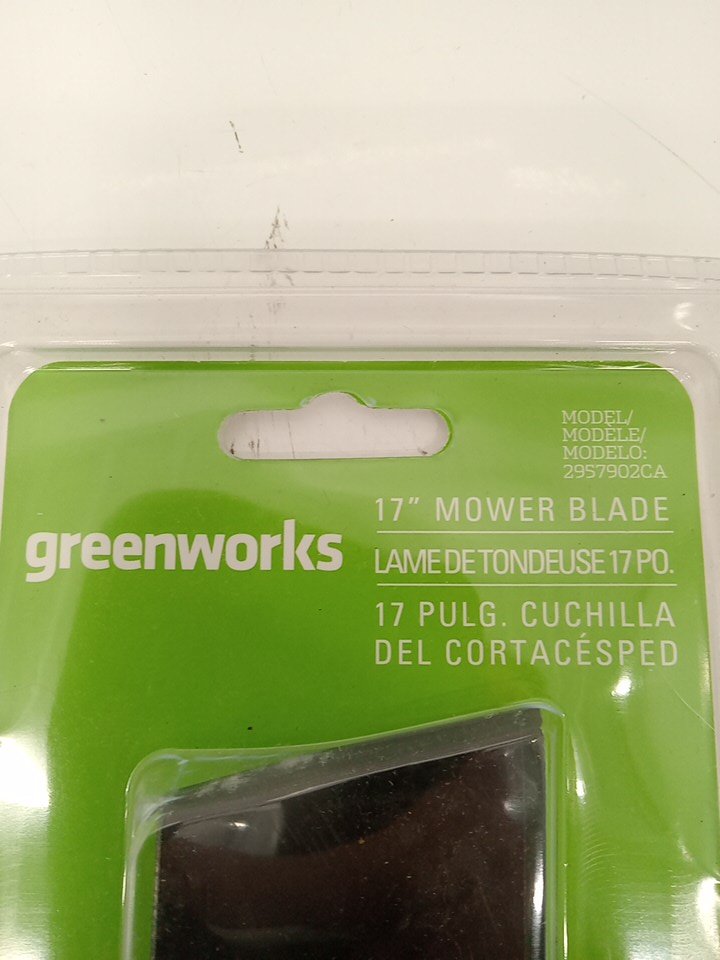 MODEL/
MODÈLE/
MODELO:
2957902CA
greenworks
17" MOWER BLADE
LAME DE TONDEUSE 17 PO.
17 PULG. CUCHILLA
DEL CORTACÉSPED